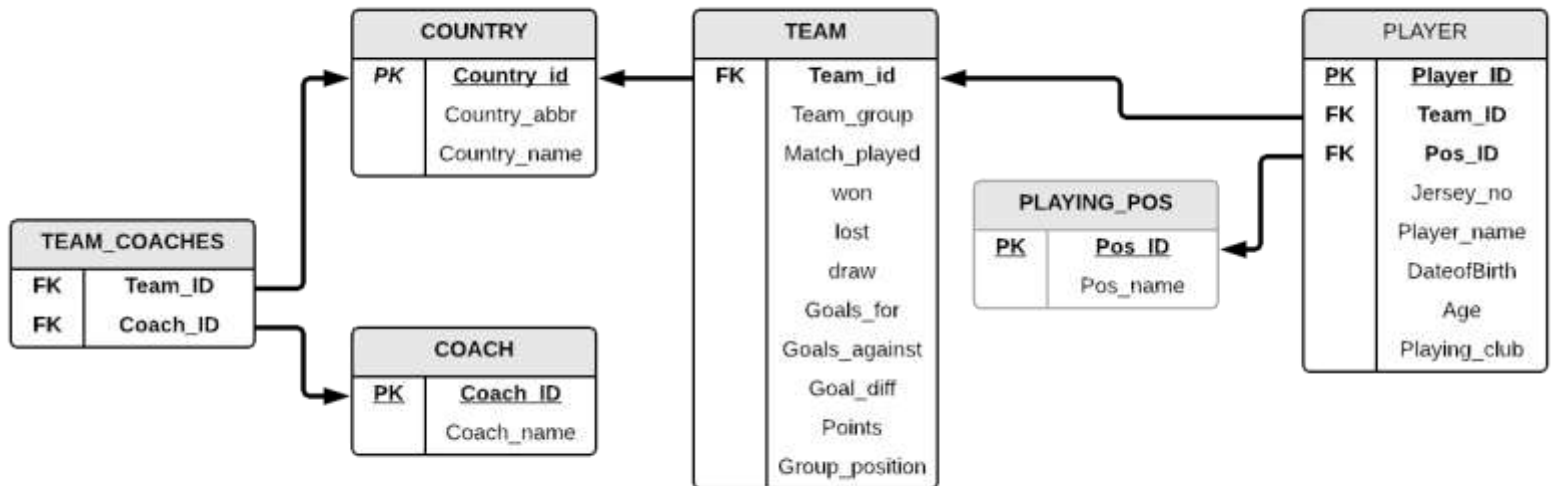 COUNTRY
PK Country_id
Country_abbr
Country_name
TEAM
FK Team_id
Team_group
Match_played
won
lost
draw
Goals_for
Goals_against
Goal_diff
Points
Group_position
PLAYER
PK Player_ID
FK Team_ID
FK Pos_ID
Jersey_no
Player_name
DateofBirth
Age
Playing_club
PLAYING_POS
PK Pos_ID
Pos_name
TEAM_COACHES
FK Team_ID
FK Coach_ID
COACH
PK Coach_ID
Coach_name